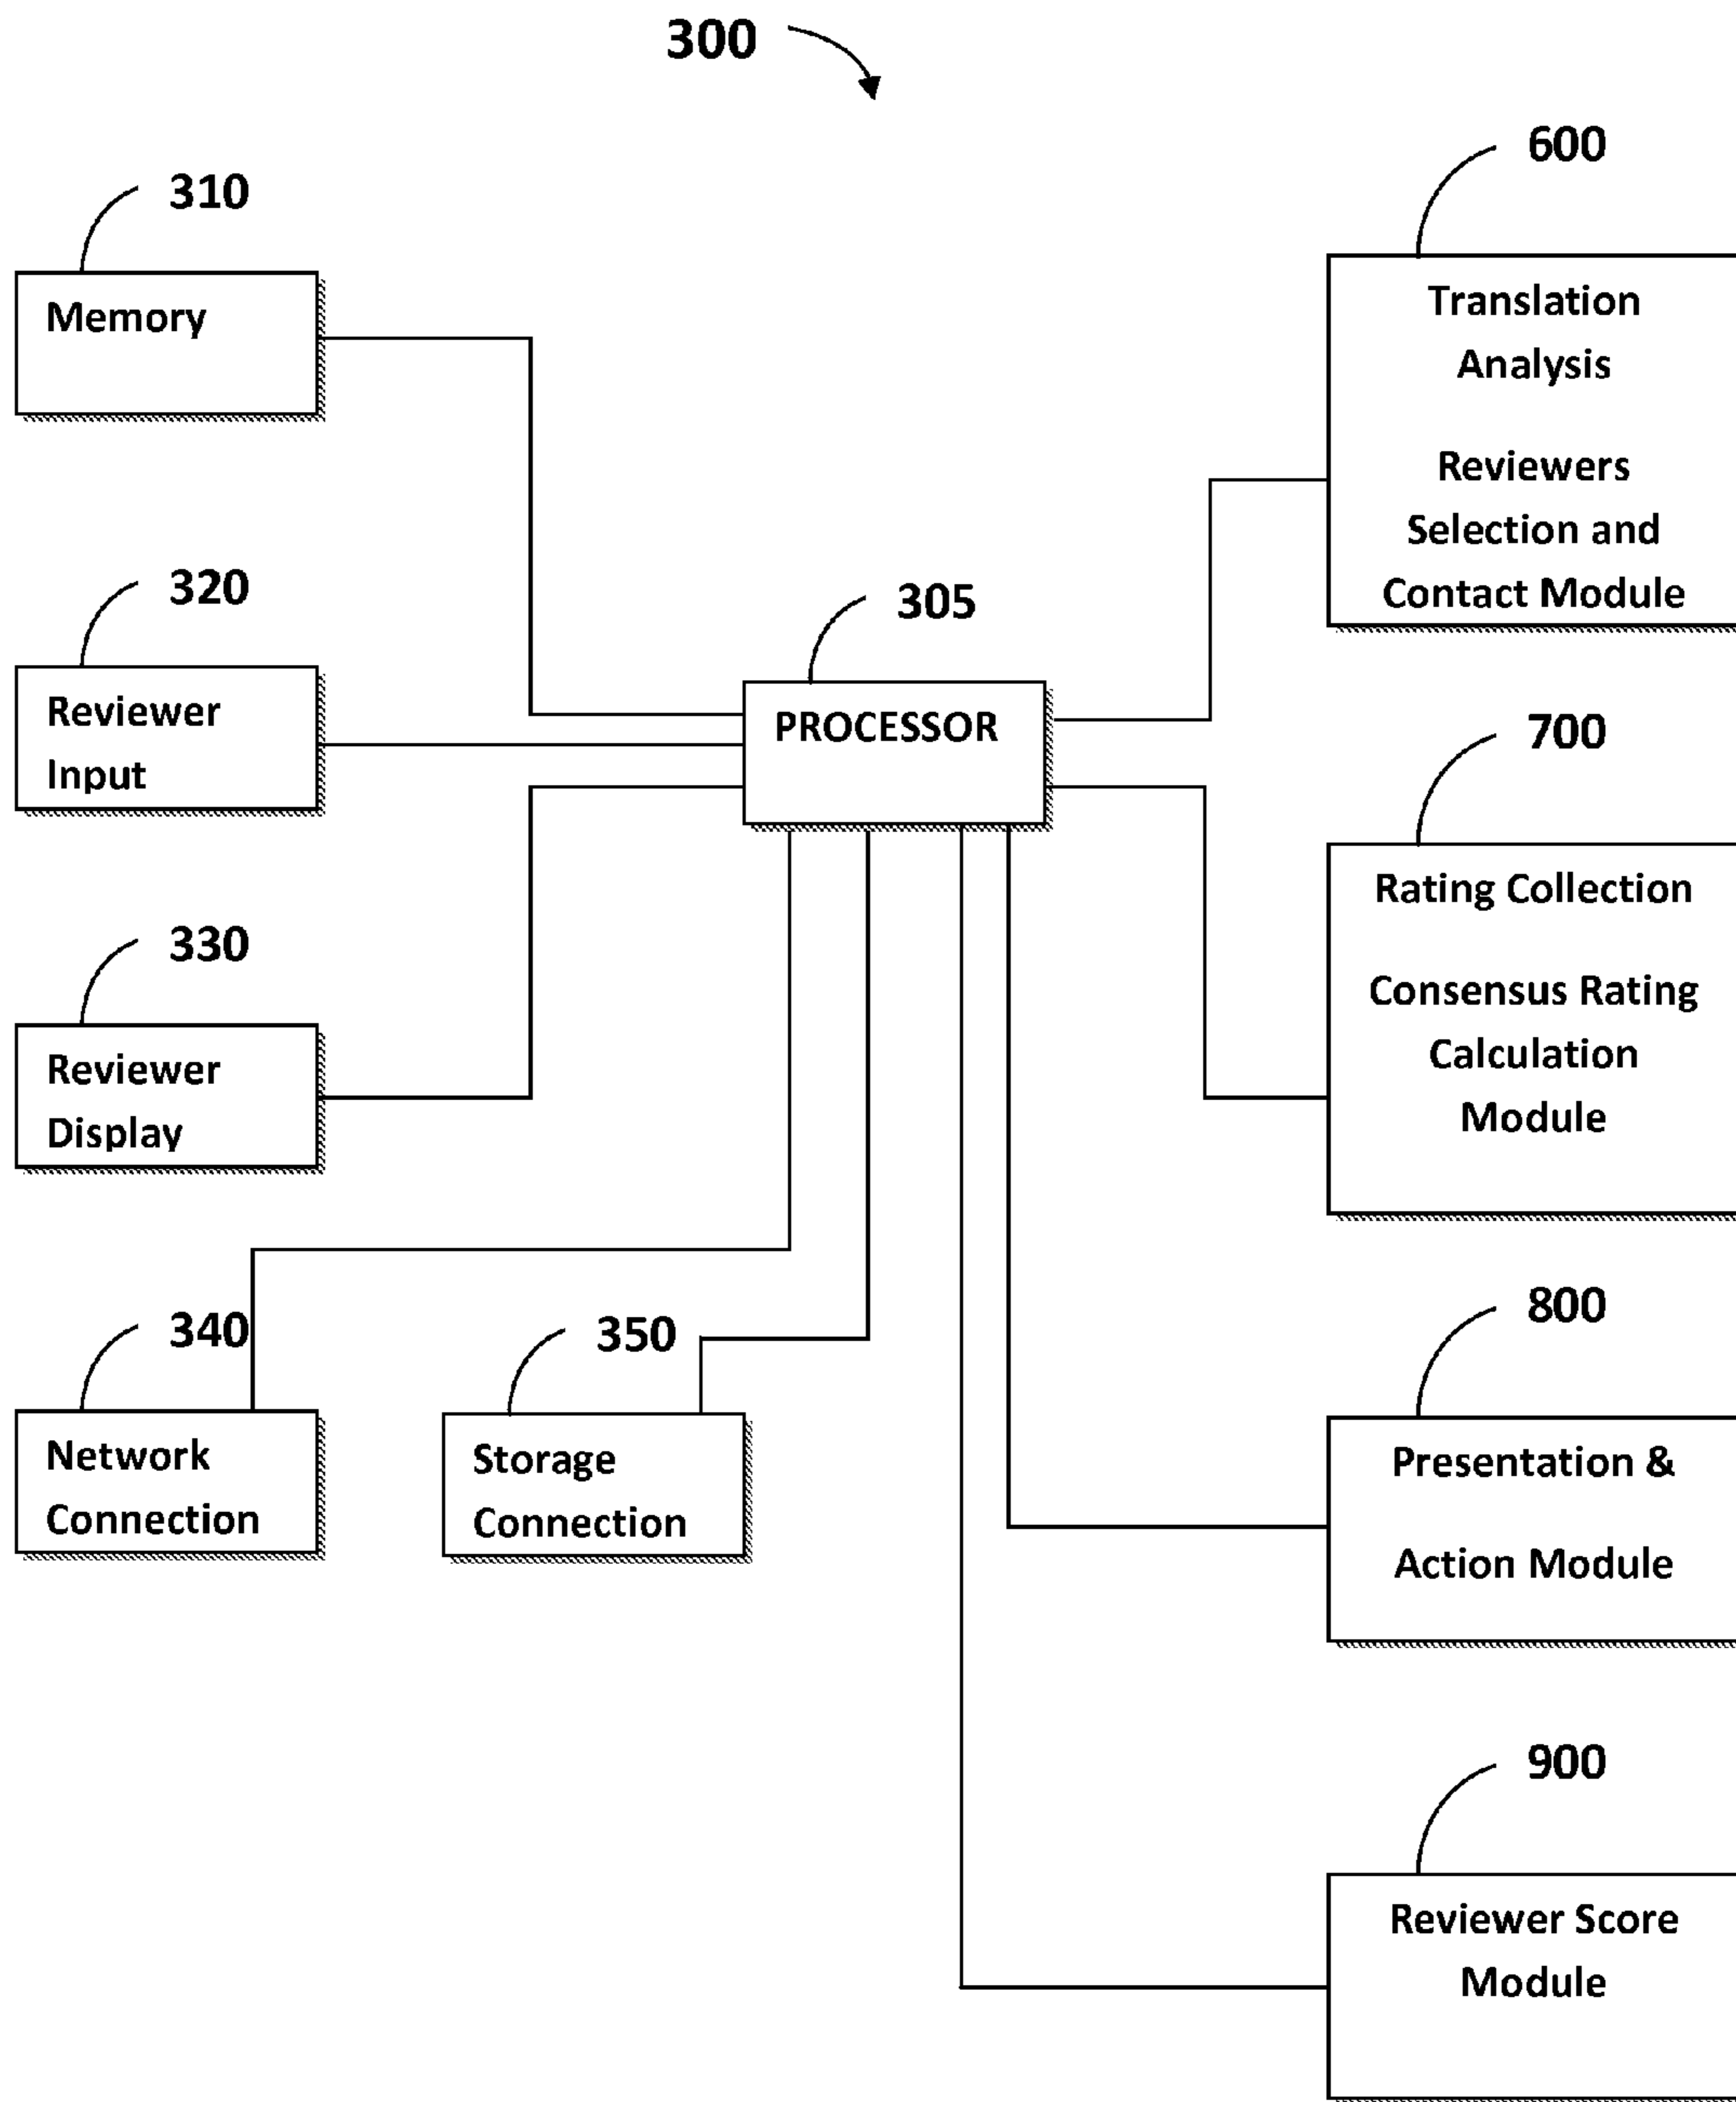 300
310
Memory
320
Reviewer
Input
330
Reviewer
Display
340
Network
Connection
350
Storage
Connection
305
PROCESSOR
600
Translation
Analysis
Reviewers
Selection and
Contact Module
700
Rating Collection
Consensus Rating
Calculation
Module
800
Presentation &
Action Module
900
Reviewer Score
Module